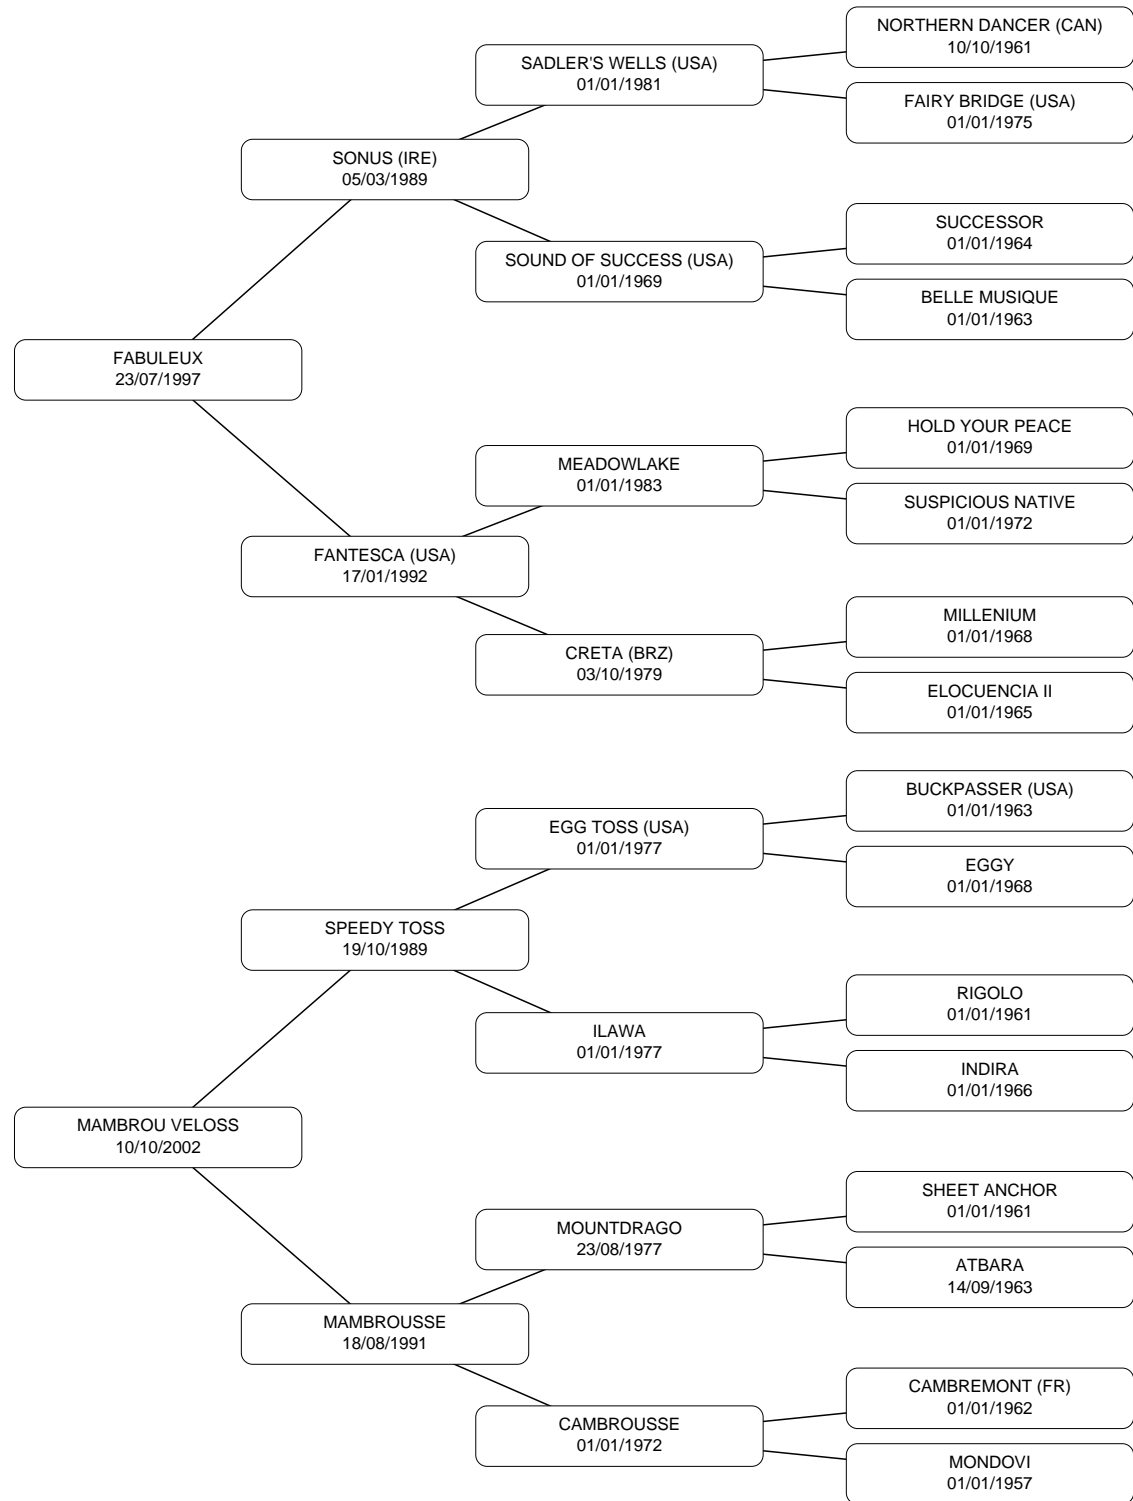 NORTHERN DANCER (CAN)
10/10/1961
SADLER'S WELLS (USA)
01/01/1981
FAIRY BRIDGE (USA)
01/01/1975
SONUS (IRE)
05/03/1989
SUCCESSOR
01/01/1964
SOUND OF SUCCESS (USA)
01/01/1969
BELLE MUSIQUE
01/01/1963
FABULEUX
23/07/1997
HOLD YOUR PEACE
01/01/1969
MEADOWLAKE
01/01/1983
SUSPICIOUS NATIVE
01/01/1972
FANTESCA (USA)
17/01/1992
MILLENIUM
01/01/1968
CRETA (BRZ)
03/10/1979
ELOCUENCIA II
01/01/1965
BUCKPASSER (USA)
01/01/1963
EGG TOSS (USA)
01/01/1977
EGGY
01/01/1968
SPEEDY TOSS
19/10/1989
RIGOLO
01/01/1961
ILAWA
01/01/1977
INDIRA
01/01/1966
MAMBROU VELOSS
10/10/2002
SHEET ANCHOR
01/01/1961
MOUNTDRAGO
23/08/1977
ATBARA
14/09/1963
MAMBROUSSE
18/08/1991
CAMBREMONT (FR)
01/01/1962
CAMBROUSSE
01/01/1972
MONDOVI
01/01/1957